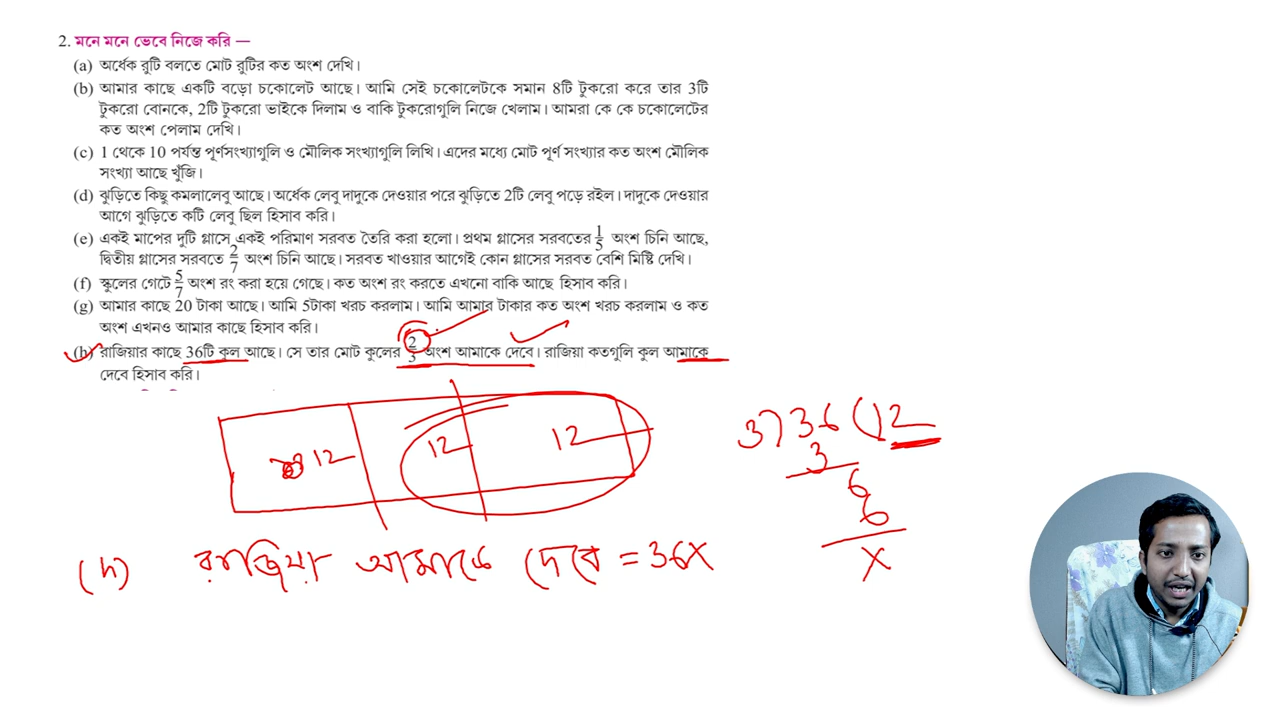 2. মনে মনে ভেবে নিজে করি —
(a) অর্ধেক রুটি বলতে মোট রুটির কত অংশ দেখি।
(b) আমার কাছে একটি বড়ো চকোলেট আছে। আমি সেই চকোলেটকে সমান 8টি টুকরো করে তার 3টি
টুকরো বোনকে, 2টি টুকরো ভাইকে দিলাম ও বাকি টুকরোগুলি নিজে খেলাম। আমরা কে কে চকোলেটের
কত অংশ পেলাম দেখি।
(c) 1 থেকে 10 পর্যন্ত পূর্ণসংখ্যাগুলি ও মৌলিক সংখ্যাগুলি লিখি। এদের মধ্যে মোট পূর্ণ সংখ্যার কত অংশ মৌলিক
সংখ্যা আছে খুঁজি।
(d) ঝুড়িতে কিছু কমলালেবু আছে। অর্ধেক লেবু দাদুকে দেওয়ার পরে ঝুড়িতে 2টি লেবু পড়ে রইল। দাদুকে দেওয়ার
আগে ঝুড়িতে কটি লেবু ছিল হিসাব করি।
(e) একই মাপের দুটি গ্লাসে একই পরিমাণ সরবত তৈরি করা হলো। প্রথম গ্লাসের সরবতের 1/5 অংশ চিনি আছে,
দ্বিতীয় গ্লাসের সরবতে 2/7 অংশ চিনি আছে। সরবত খাওয়ার আগেই কোন গ্লাসের সরবত বেশি মিষ্টি দেখি।
(f) স্কুলের গেটে 5/7 অংশ রং করা হয়ে গেছে। কত অংশ রং করতে এখনো বাকি আছে হিসাব করি।
(g) আমার কাছে 20 টাকা আছে। আমি 5টাকা খরচ করলাম। আমি আমার টাকার কত অংশ খরচ করলাম ও কত
অংশ এখনও আমার কাছে হিসাব করি।
(h) রাজিয়ার কাছে 36টি কুল আছে। সে তার মোট কুলের 2/3 অংশ আমাকে দেবে। রাজিয়া কতগুলি কুল আমাকে
দেবে হিসাব করি।
12 12 12
3)36(12
3
6
6
x
(h) রাজিয়া আমাকে দেবে = 36x